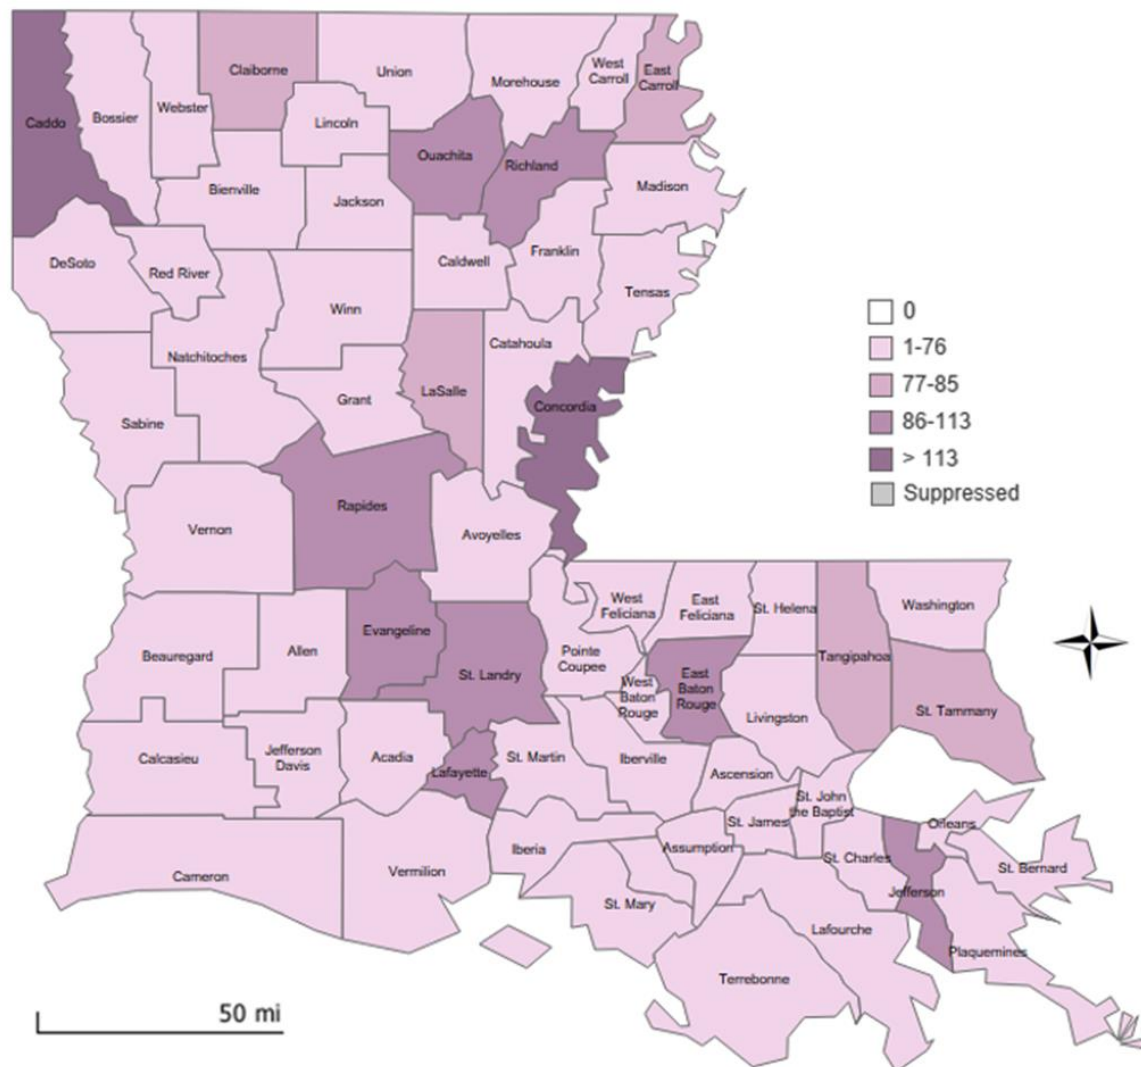 Caddo
Bossier
Webster
Claiborne
Union
Morehouse
West
Carroll
East
Carroll
Lincoln
Ouachita
Richland
Madison
Bienville
Jackson
DeSoto
Red River
Caldwell
Franklin
Tensas
Winn
Natchitoches
Catahoula
Grant
LaSalle
Concordia
Sabine
0
1-76
77-85
86-113
> 113
Suppressed
Rapides
Vernon
Avoyelles
West
Feliciana
East
Feliciana
St. Helena
Washington
Evangeline
Beauregard
Allen
Pointe
Coupee
Tangipahoa
St. Landry
West
Baton
Rouge
East
Baton
Rouge
Livingston
St. Tammany
Calcasieu
Jefferson
Davis
Acadia
Lafayette
St. Martin
Iberville
Ascension
St. John
the Baptist
St. James
Orleans
Iberia
Assumption
St. Charles
St. Bernard
Cameron
Vermilion
Jefferson
St. Mary
Lafourche
Plaquemines
Terrebonne
50 mi